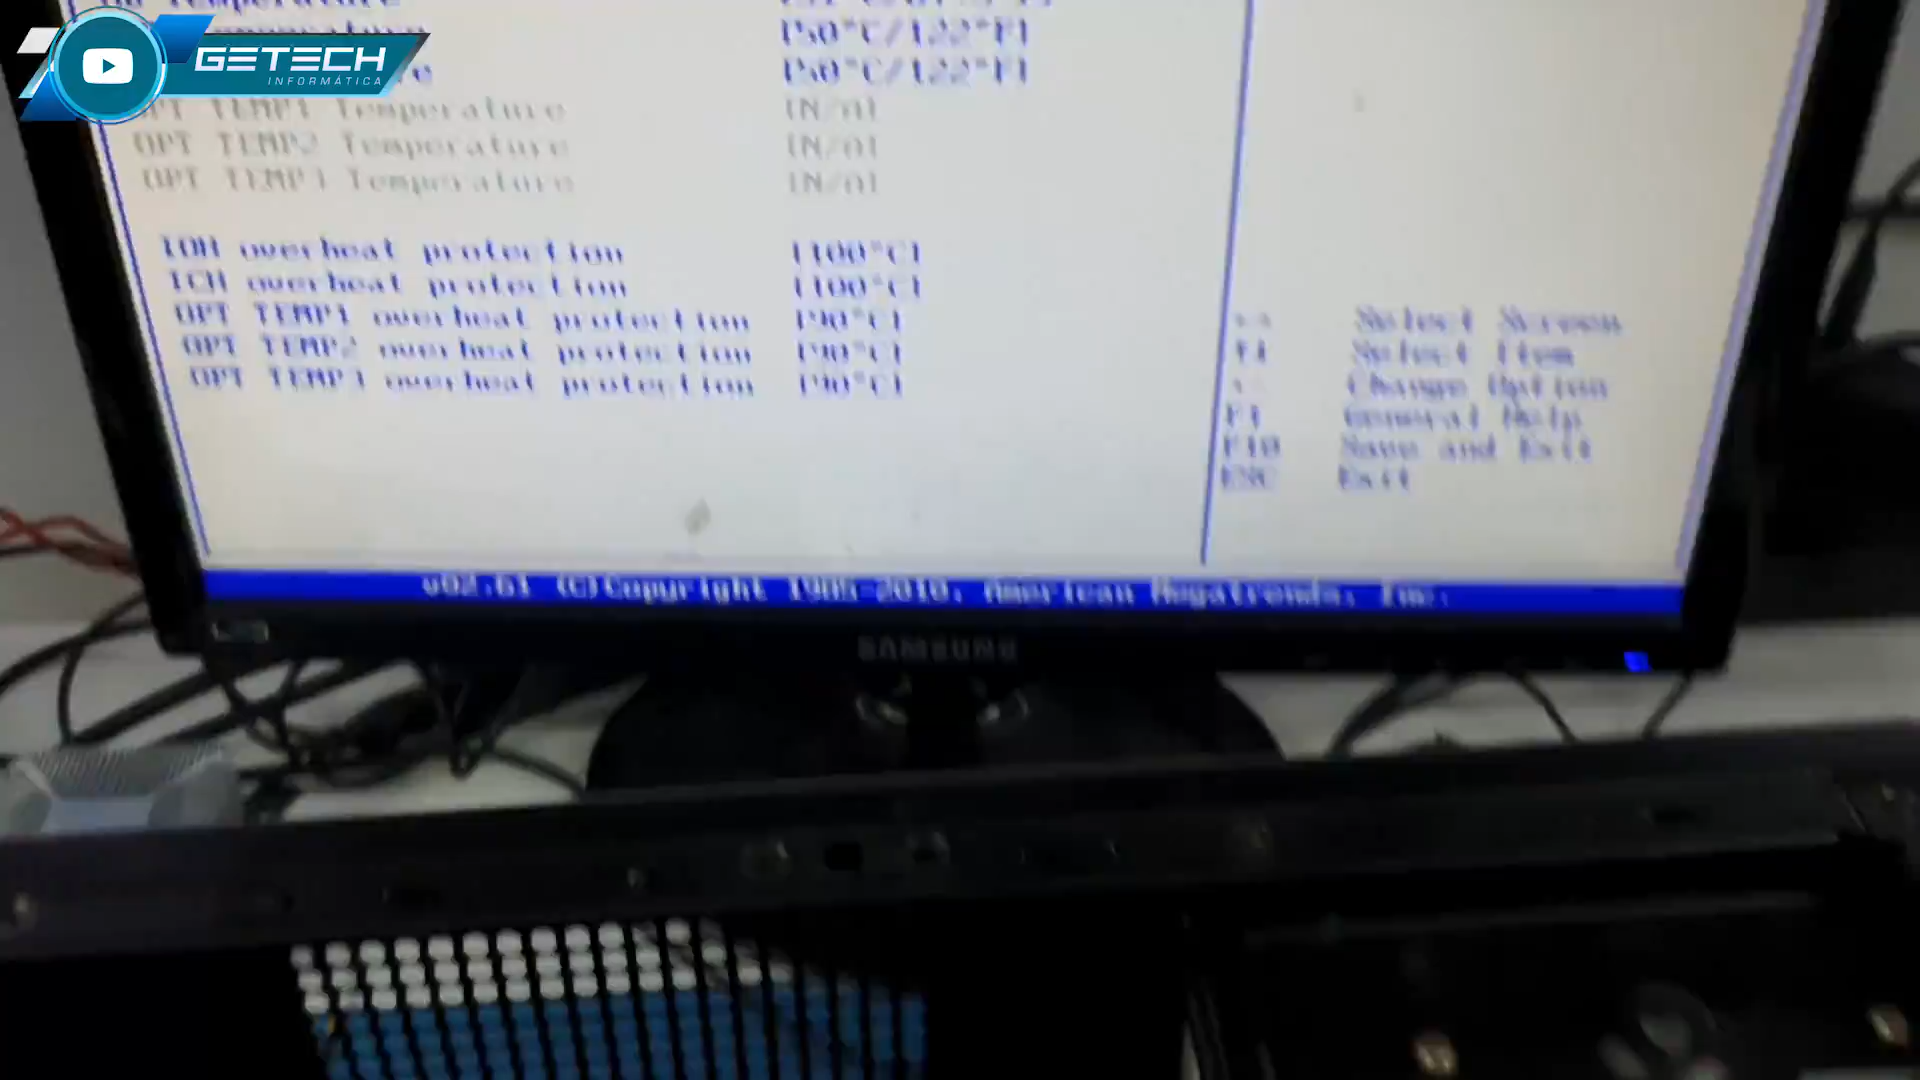 GETECH
INFORMÁTICA
Temperature
[50°C/122°F]
[50°C/122°F]
OPT TEMP1 Temperature [N/A]
OPT TEMP2 Temperature [N/A]
OPT TEMP3 Temperature [N/A]
IOH overheat protection [100°C]
ICH overheat protection [100°C]
OPT TEMP1 overheat protection [90°C]
OPT TEMP2 overheat protection [90°C]
OPT TEMP3 overheat protection [90°C]
Select Screen
Select Item
Change Option
F1 General Help
F10 Save and Exit
ESC Exit
v02.61 (C)Copyright 1985-2010, American Megatrends, Inc.
SAMSUNG